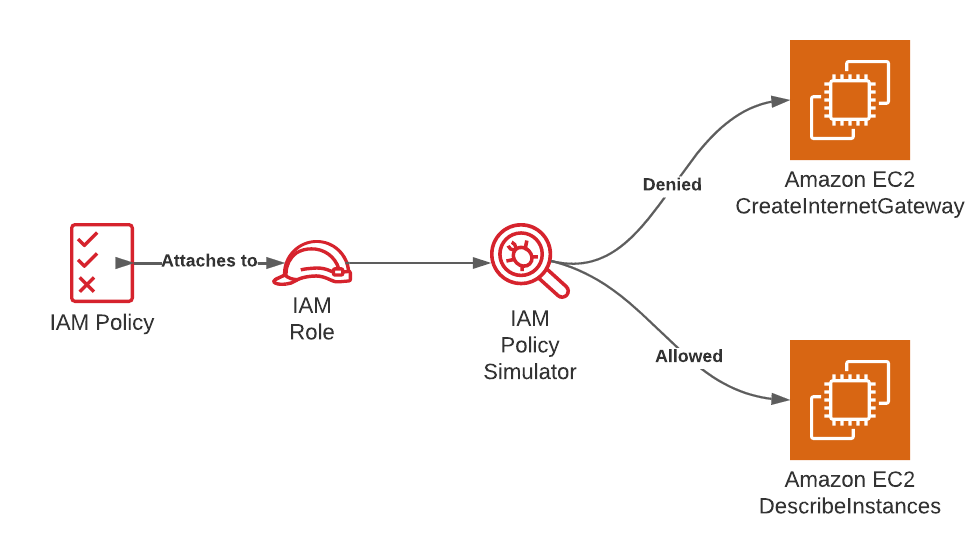 IAM Policy
Attaches to
IAM
Role
IAM
Policy
Simulator
Denied
Amazon EC2
CreateInternetGateway
Allowed
Amazon EC2
DescribeInstances